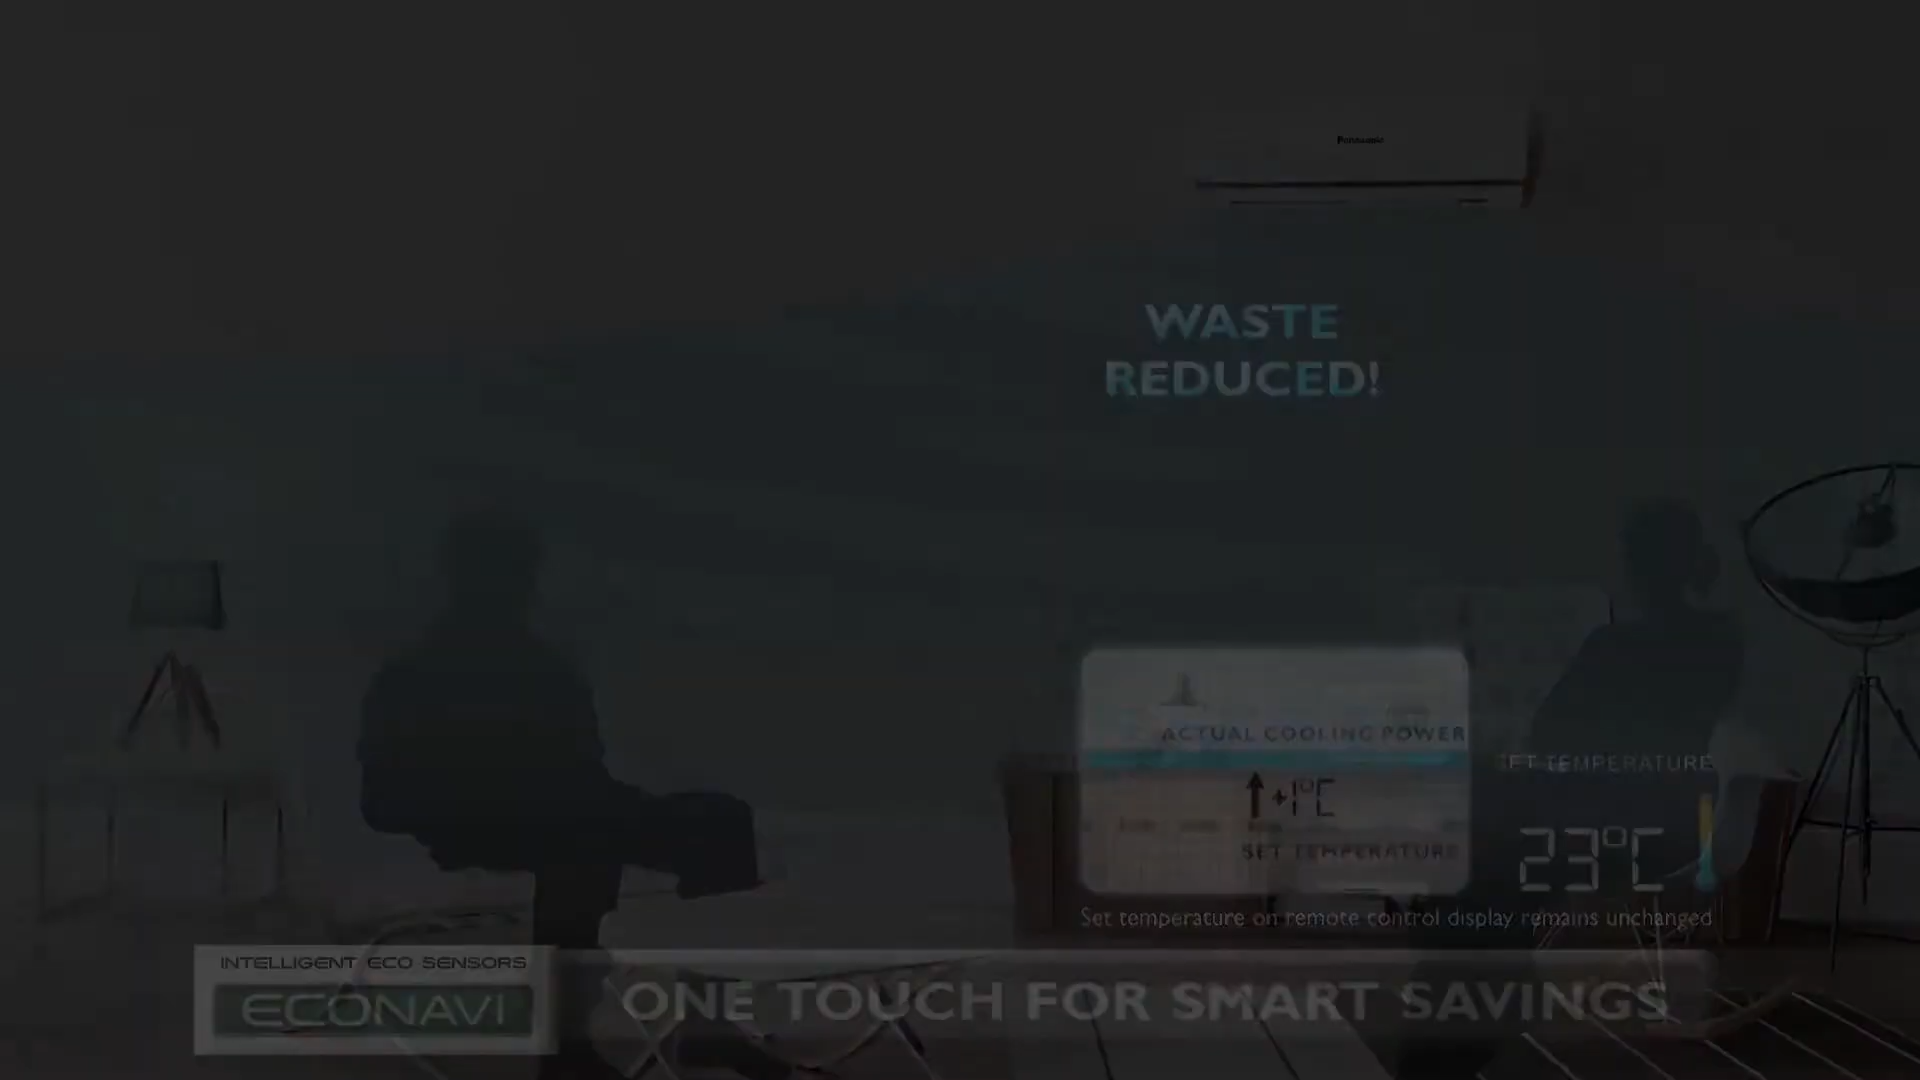 Panasonic
WASTE
REDUCED!
ACTUAL COOLING POWER
+1°C
SET TEMPERATURE
SET TEMPERATURE
23°C
Set temperature on remote control display remains unchanged
INTELLIGENT ECO SENSORS
ECONAVI
ONE TOUCH FOR SMART SAVINGS